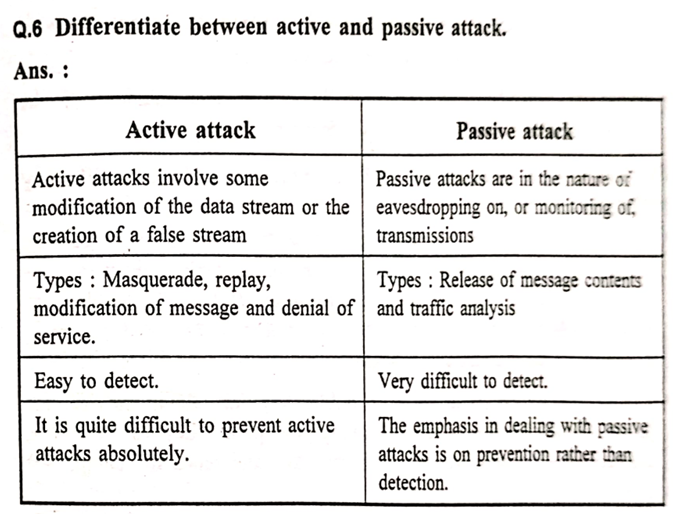 Q.6 Differentiate between active and passive attack.
Ans. :
Active attack
Passive attack
Active attacks involve some
modification of the data stream or the
creation of a false stream
Passive attacks are in the nature of
eavesdropping on, or monitoring of,
transmissions
Types : Masquerade, replay,
modification of message and denial of
service.
Types : Release of message contents
and traffic analysis
Easy to detect.
Very difficult to detect.
It is quite difficult to prevent active
attacks absolutely.
The emphasis in dealing with passive
attacks is on prevention rather than
detection.